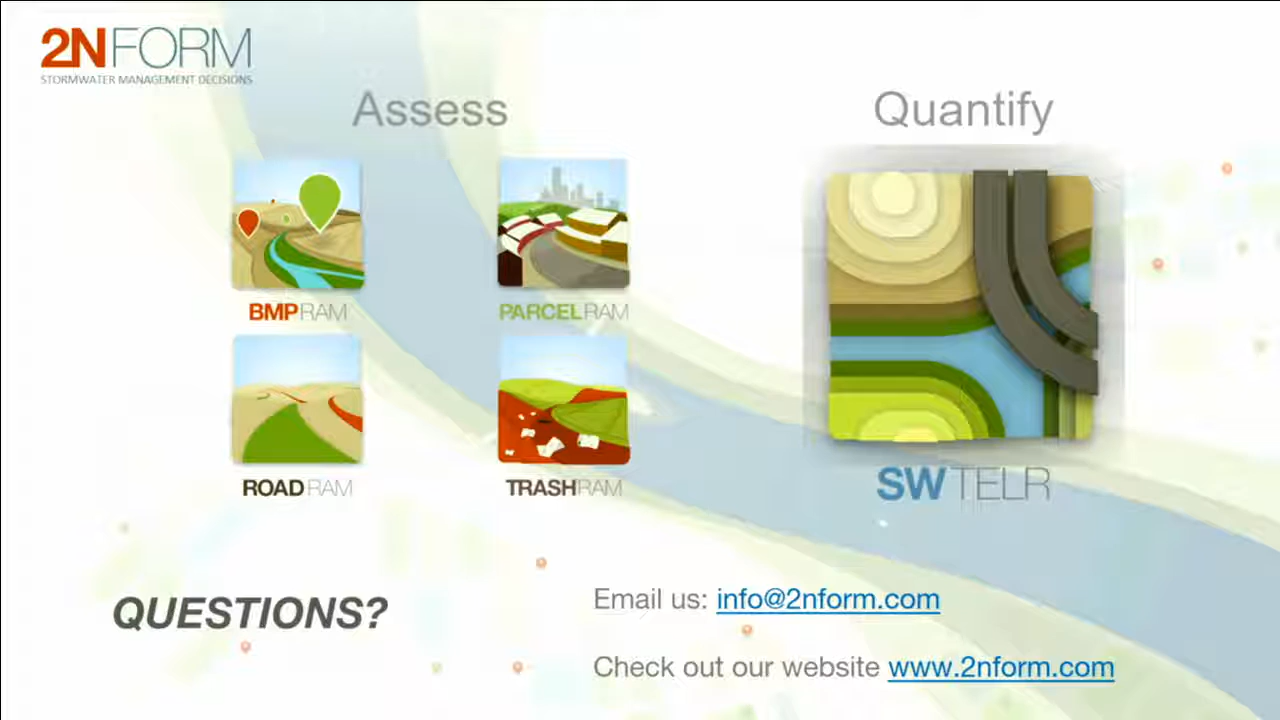 2NFORM
STORMWATER MANAGEMENT DECISIONS
Assess
Quantify
BMPRAM
PARCELRAM
ROADRAM
TRASHRAM
SWTELR
QUESTIONS?
Email us: info@2nform.com
Check out our website www.2nform.com